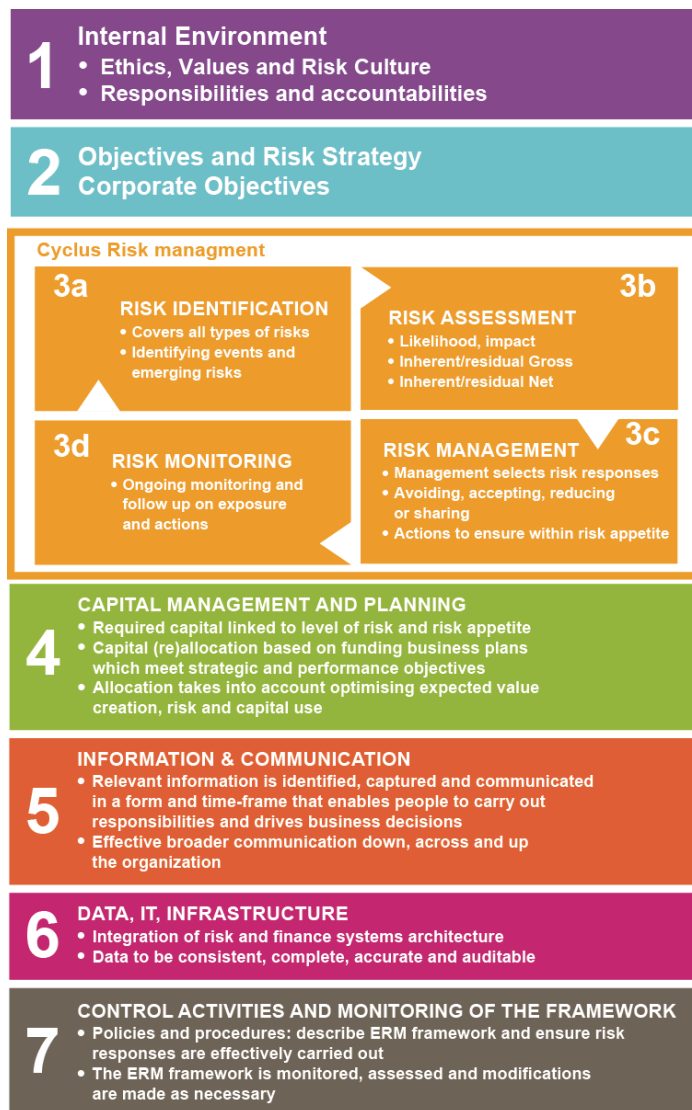 1
Internal Environment
• Ethics, Values and Risk Culture
• Responsibilities and accountabilities
2
Objectives and Risk Strategy
Corporate Objectives
Cyclus Risk managment
3a
RISK IDENTIFICATION
• Covers all types of risks
• Identifying events and
emerging risks
3b
RISK ASSESSMENT
• Likelihood, impact
• Inherent/residual Gross
• Inherent/residual Net
3d
RISK MONITORING
• Ongoing monitoring and
follow up on exposure
and actions
3c
RISK MANAGEMENT
• Management selects risk responses
• Avoiding, accepting, reducing
or sharing
• Actions to ensure within risk appetite
4
CAPITAL MANAGEMENT AND PLANNING
• Required capital linked to level of risk and risk appetite
• Capital (re)allocation based on funding business plans
which meet strategic and performance objectives
• Allocation takes into account optimising expected value
creation, risk and capital use
5
INFORMATION & COMMUNICATION
• Relevant information is identified, captured and communicated
in a form and time-frame that enables people to carry out
responsibilities and drives business decisions
• Effective broader communication down, across and up
the organization
6
DATA, IT, INFRASTRUCTURE
• Integration of risk and finance systems architecture
• Data to be consistent, complete, accurate and auditable
7
CONTROL ACTIVITIES AND MONITORING OF THE FRAMEWORK
• Policies and procedures: describe ERM framework and ensure risk
responses are effectively carried out
• The ERM framework is monitored, assessed and modifications
are made as necessary